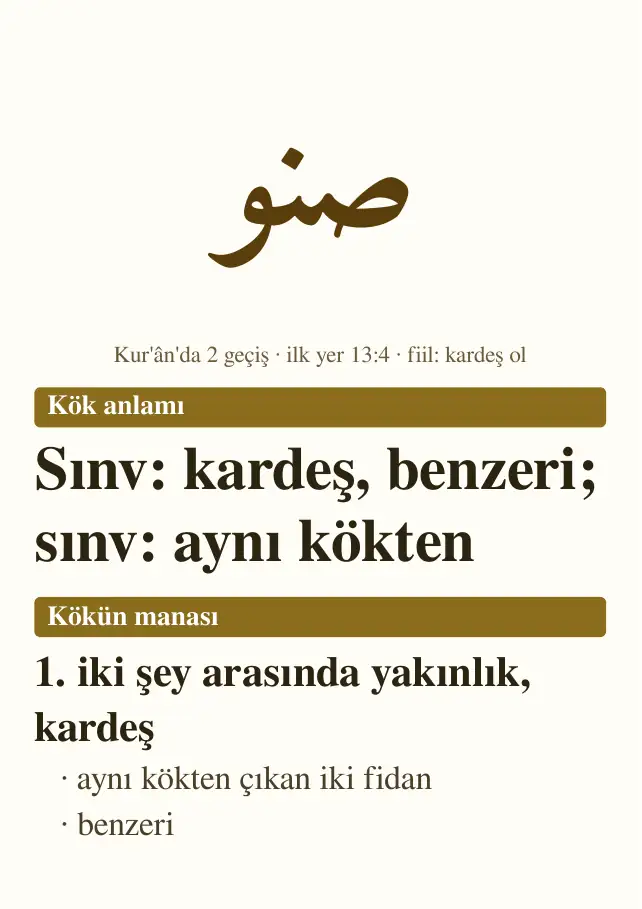 صنو
Kur'ân'da 2 geçiş · ilk yer 13:4 · fiil: kardeş ol
Kök anlamı
Sınv: kardeş, benzeri;
sınv: aynı kökten
Kökün manası
1. iki şey arasında yakınlık,
kardeş
· aynı kökten çıkan iki fidan
· benzeri